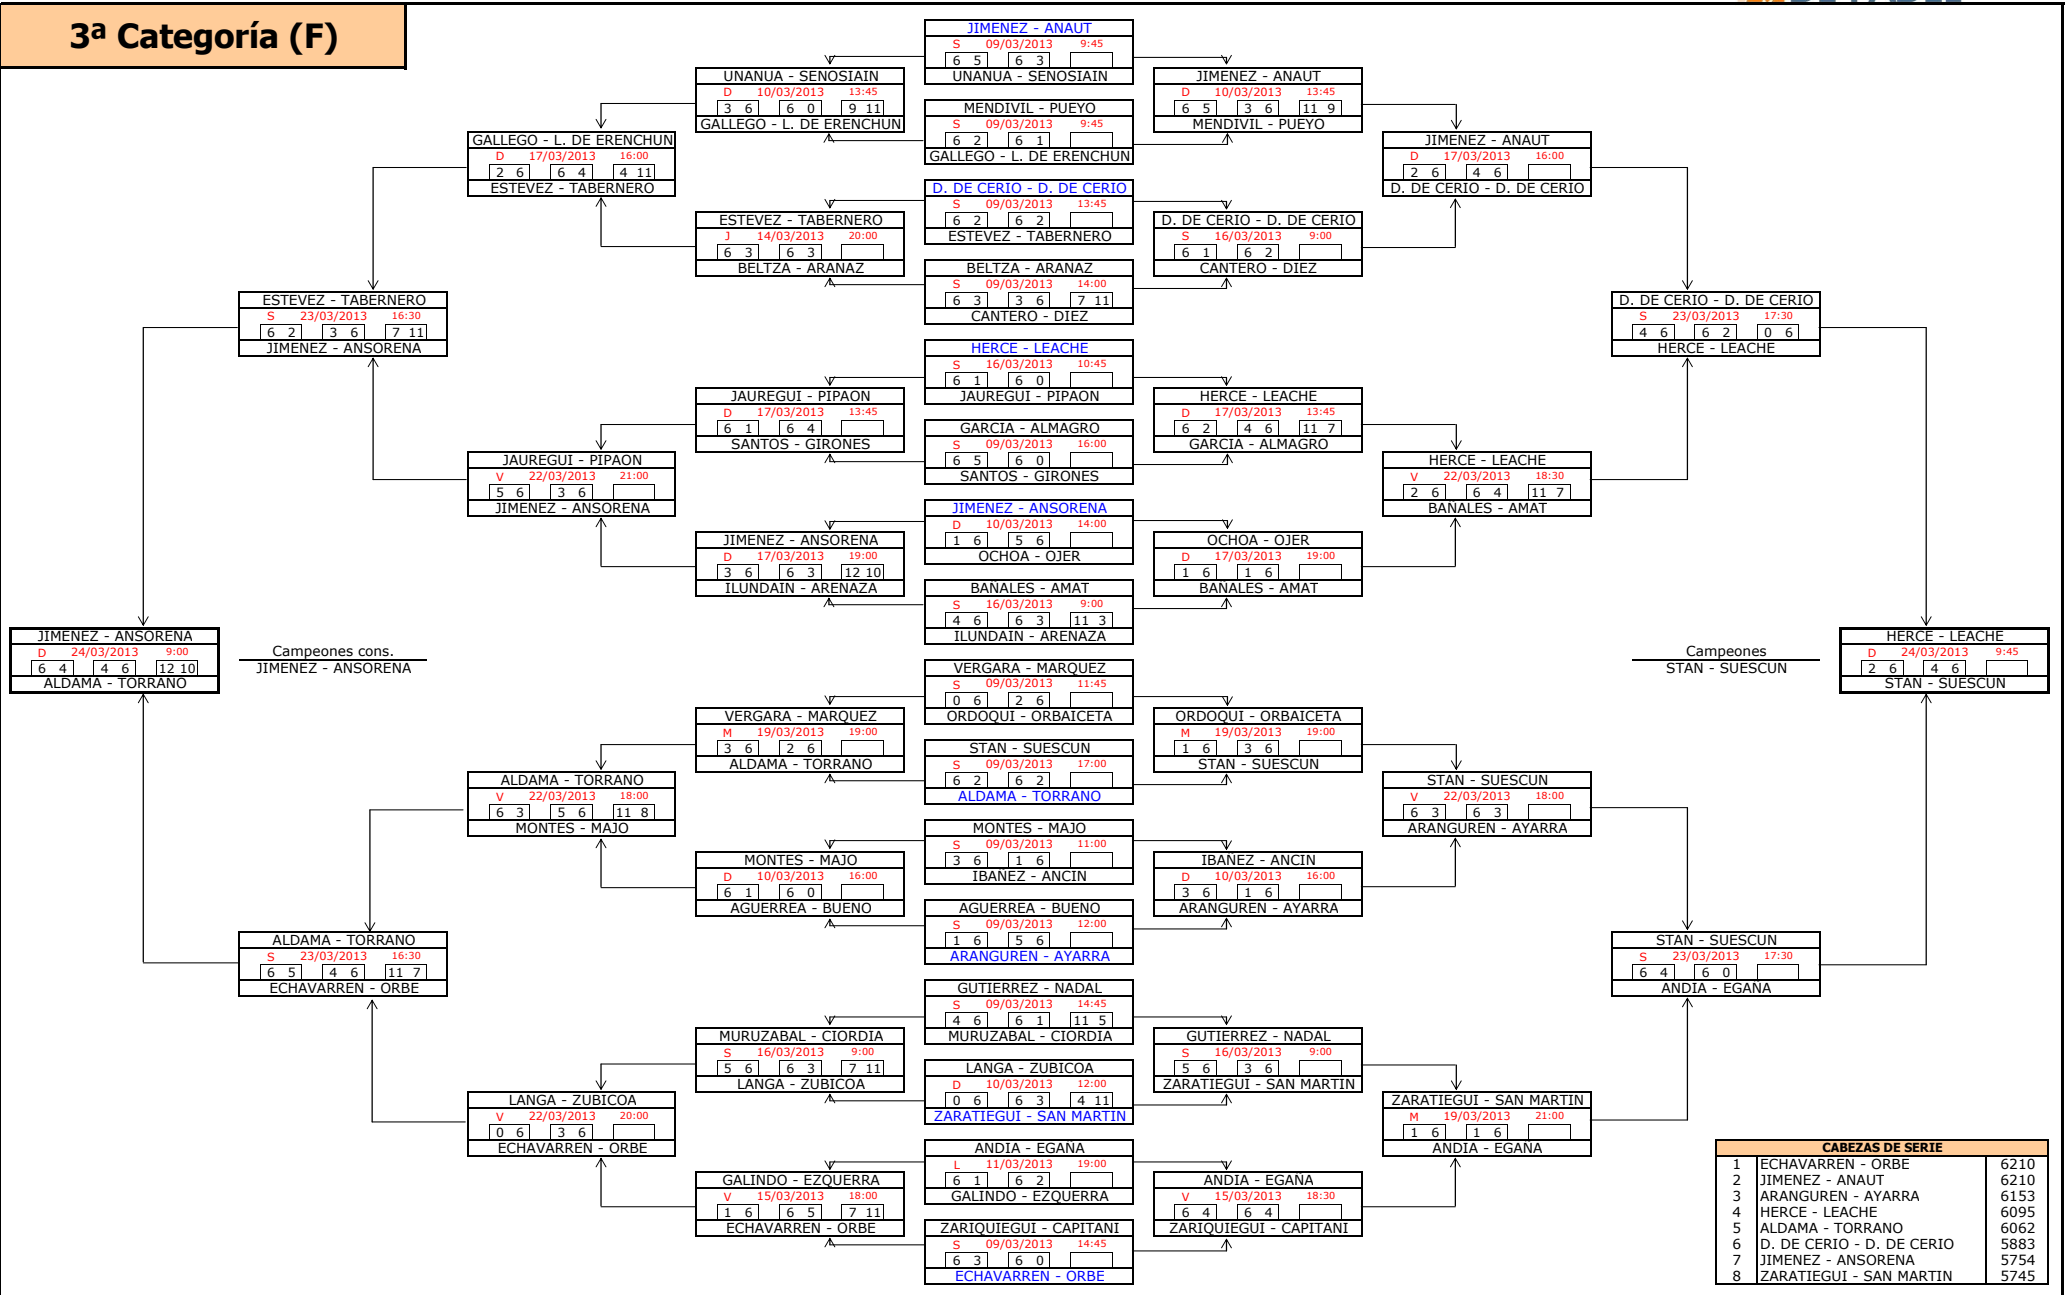 3ª Categoría (F)
JIMENEZ - ANSORENA
D 24/03/2013 9:00
6 4 4 6 12 10
ALDAMA - TORRANO
Campeones cons.
JIMENEZ - ANSORENA
ESTEVEZ - TABERNERO
S 23/03/2013 16:30
6 2 3 6 7 11
JIMENEZ - ANSORENA
ALDAMA - TORRANO
S 23/03/2013 16:30
6 5 4 6 11 7
ECHAVARREN - ORBE
GALLEGO - L. DE ERENCHUN
D 17/03/2013 16:00
2 6 6 4 4 11
ESTEVEZ - TABERNERO
JAUREGUI - PIPAON
V 22/03/2013 21:00
5 6 3 6
JIMENEZ - ANSORENA
ALDAMA - TORRANO
V 22/03/2013 18:00
6 3 5 6 11 8
MONTES - MAJO
LANGA - ZUBICOA
V 22/03/2013 20:00
0 6 3 6
ECHAVARREN - ORBE
UNANUA - SENOSIAIN
D 10/03/2013 13:45
3 6 6 0 9 11
GALLEGO - L. DE ERENCHUN
ESTEVEZ - TABERNERO
J 14/03/2013 20:00
6 3 6 3
BELTZA - ARANAZ
JAUREGUI - PIPAON
D 17/03/2013 13:45
6 1 6 4
SANTOS - GIRONES
JIMENEZ - ANSORENA
D 17/03/2013 19:00
3 6 6 3 12 10
ILUNDAIN - ARENAZA
VERGARA - MARQUEZ
M 19/03/2013 19:00
3 6 2 6
ALDAMA - TORRANO
MONTES - MAJO
D 10/03/2013 16:00
6 1 6 0
AGUERREA - BUENO
MURUZABAL - CIORDIA
S 16/03/2013 9:00
5 6 6 3 7 11
LANGA - ZUBICOA
GALINDO - EZQUERRA
V 15/03/2013 18:00
1 6 6 5 7 11
ECHAVARREN - ORBE
JIMENEZ - ANAUT
S 09/03/2013 9:45
6 5 6 3
UNANUA - SENOSIAIN
MENDIVIL - PUEYO
S 09/03/2013 9:45
6 2 6 1
GALLEGO - L. DE ERENCHUN
D. DE CERIO - D. DE CERIO
S 09/03/2013 13:45
6 2 6 2
ESTEVEZ - TABERNERO
BELTZA - ARANAZ
S 09/03/2013 14:00
6 3 3 6 7 11
CANTERO - DIEZ
HERCE - LEACHE
S 16/03/2013 10:45
6 1 6 0
JAUREGUI - PIPAON
GARCIA - ALMAGRO
S 09/03/2013 16:00
6 5 6 0
SANTOS - GIRONES
JIMENEZ - ANSORENA
D 10/03/2013 14:00
1 6 5 6
OCHOA - OJER
BAÑALES - AMAT
S 16/03/2013 9:00
4 6 6 3 11 3
ILUNDAIN - ARENAZA
VERGARA - MARQUEZ
S 09/03/2013 11:45
0 6 2 6
ORDOQUI - ORBAICETA
STAN - SUESCUN
S 09/03/2013 17:00
6 2 6 2
ALDAMA - TORRANO
MONTES - MAJO
S 09/03/2013 11:00
3 6 1 6
IBAÑEZ - ANCIN
AGUERREA - BUENO
S 09/03/2013 12:00
1 6 5 6
ARANGUREN - AYARRA
GUTIERREZ - NADAL
S 09/03/2013 14:45
4 6 6 1 11 5
MURUZABAL - CIORDIA
LANGA - ZUBICOA
D 10/03/2013 12:00
0 6 6 3 4 11
ZARATIEGUI - SAN MARTIN
ANDIA - EGAÑA
L 11/03/2013 19:00
6 1 6 2
GALINDO - EZQUERRA
ZARIQUIEGUI - CAPITANI
S 09/03/2013 14:45
6 3 6 0
ECHAVARREN - ORBE
JIMENEZ - ANAUT
D 10/03/2013 13:45
6 5 3 6 11 9
MENDIVIL - PUEYO
D. DE CERIO - D. DE CERIO
S 16/03/2013 9:00
6 1 6 2
CANTERO - DIEZ
HERCE - LEACHE
D 17/03/2013 13:45
6 2 4 6 11 7
GARCIA - ALMAGRO
OCHOA - OJER
D 17/03/2013 19:00
1 6 1 6
BAÑALES - AMAT
ORDOQUI - ORBAICETA
M 19/03/2013 19:00
1 6 3 6
STAN - SUESCUN
IBAÑEZ - ANCIN
D 10/03/2013 16:00
3 6 1 6
ARANGUREN - AYARRA
GUTIERREZ - NADAL
S 16/03/2013 9:00
5 6 3 6
ZARATIEGUI - SAN MARTIN
ANDIA - EGAÑA
V 15/03/2013 18:30
6 4 6 4
ZARIQUIEGUI - CAPITANI
JIMENEZ - ANAUT
D 17/03/2013 16:00
2 6 4 6
D. DE CERIO - D. DE CERIO
HERCE - LEACHE
V 22/03/2013 18:30
2 6 6 4 11 7
BAÑALES - AMAT
STAN - SUESCUN
V 22/03/2013 18:00
6 3 6 3
ARANGUREN - AYARRA
ZARATIEGUI - SAN MARTIN
M 19/03/2013 21:00
1 6 1 6
ANDIA - EGAÑA
D. DE CERIO - D. DE CERIO
S 23/03/2013 17:30
4 6 6 2 0 6
HERCE - LEACHE
STAN - SUESCUN
S 23/03/2013 17:30
6 4 6 0
ANDIA - EGAÑA
Campeones
STAN - SUESCUN
HERCE - LEACHE
D 24/03/2013 9:45
2 6 4 6
STAN - SUESCUN
CABEZAS DE SERIE
1 ECHAVARREN - ORBE 6210
2 JIMENEZ - ANAUT 6210
3 ARANGUREN - AYARRA 6153
4 HERCE - LEACHE 6095
5 ALDAMA - TORRANO 6062
6 D. DE CERIO - D. DE CERIO 5883
7 JIMENEZ - ANSORENA 5754
8 ZARATIEGUI - SAN MARTIN 5745